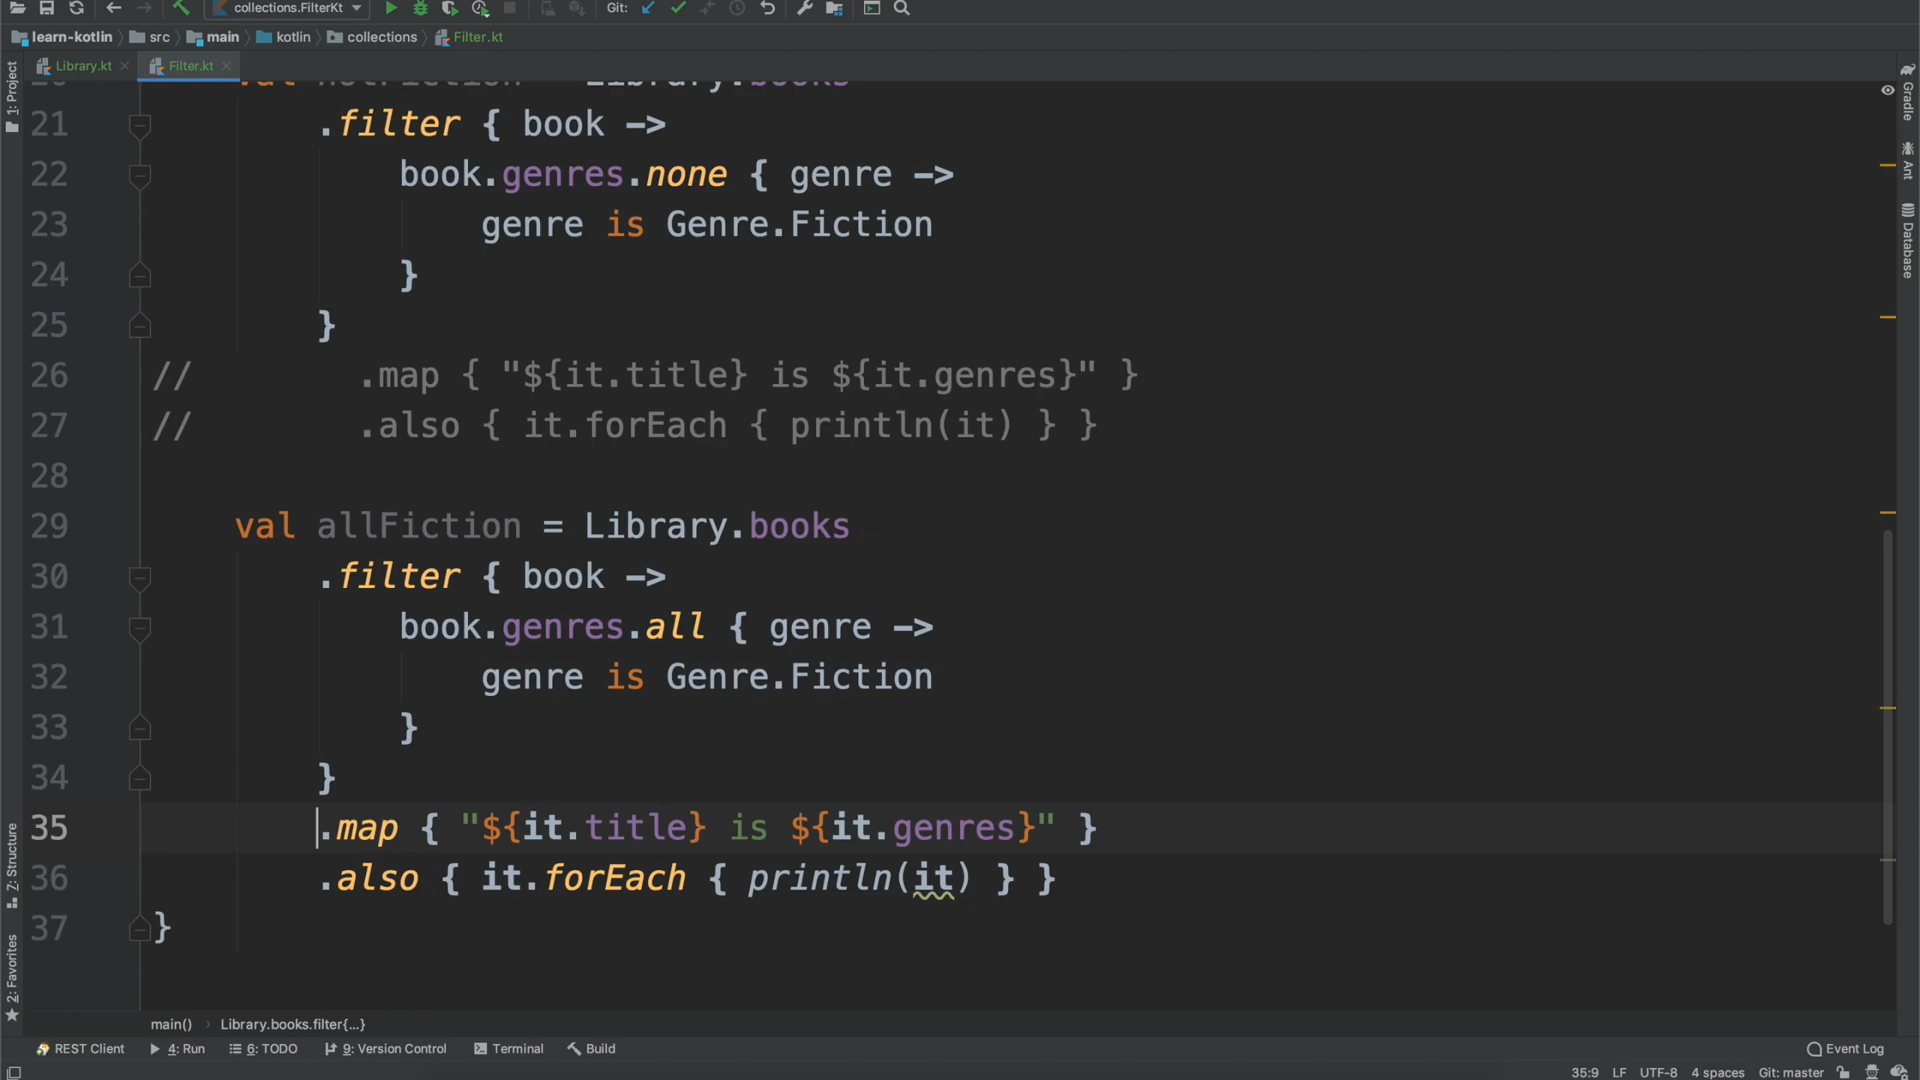 collections.FilterKt
Git:
learn-kotlin src main kotlin collections Filter.kt
Library.kt Filter.kt
1: Project
Gradle
Ant
Database
val notFiction = Library.books
21 .filter { book ->
22 book.genres.none { genre ->
23 genre is Genre.Fiction
24 }
25 }
26 // .map { "${it.title} is ${it.genres}" }
27 // .also { it.forEach { println(it) } }
28
29 val allFiction = Library.books
30 .filter { book ->
31 book.genres.all { genre ->
32 genre is Genre.Fiction
33 }
34 }
35 .map { "${it.title} is ${it.genres}" }
36 .also { it.forEach { println(it) } }
37 }
Z: Structure
2: Favorites
main() › Library.books.filter{...}
REST Client 4: Run 6: TODO 9: Version Control Terminal Build Event Log
35:9 LF UTF-8 4 spaces Git: master